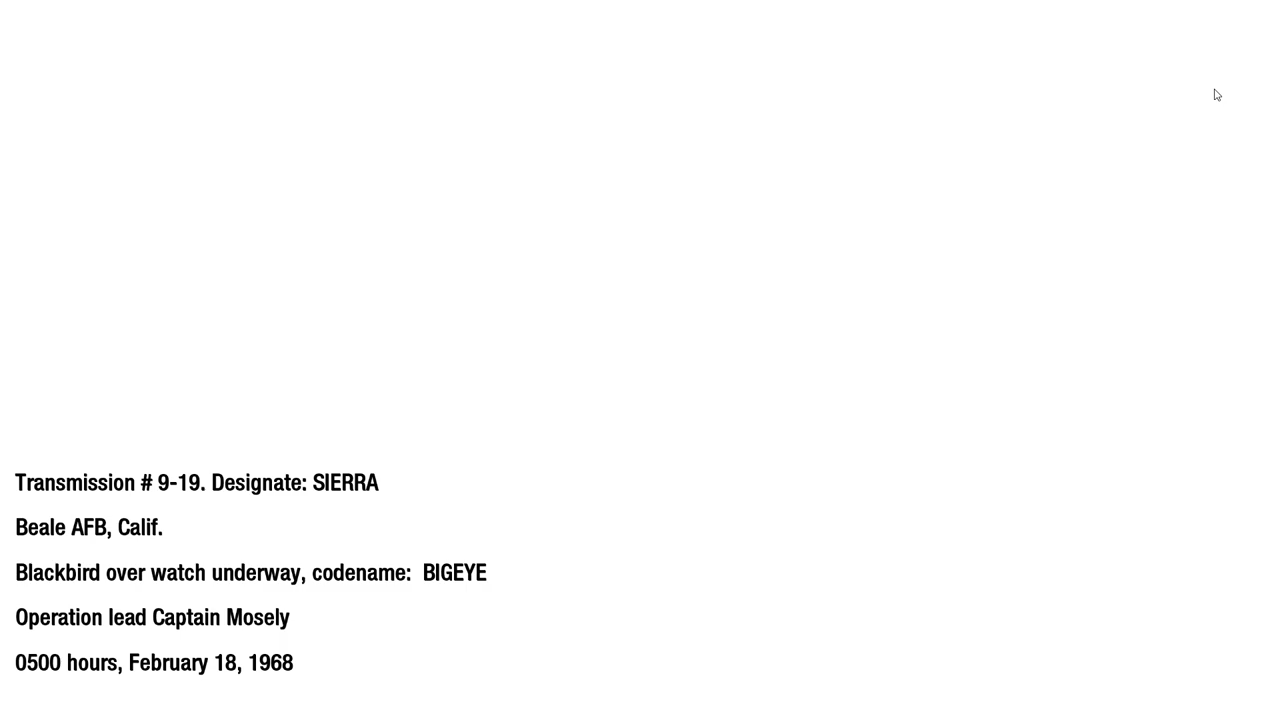 Transmission # 9-19. Designate: SIERRA
Beale AFB, Calif.
Blackbird over watch underway, codename:  BIGEYE
Operation lead Captain Mosely
0500 hours, February 18, 1968